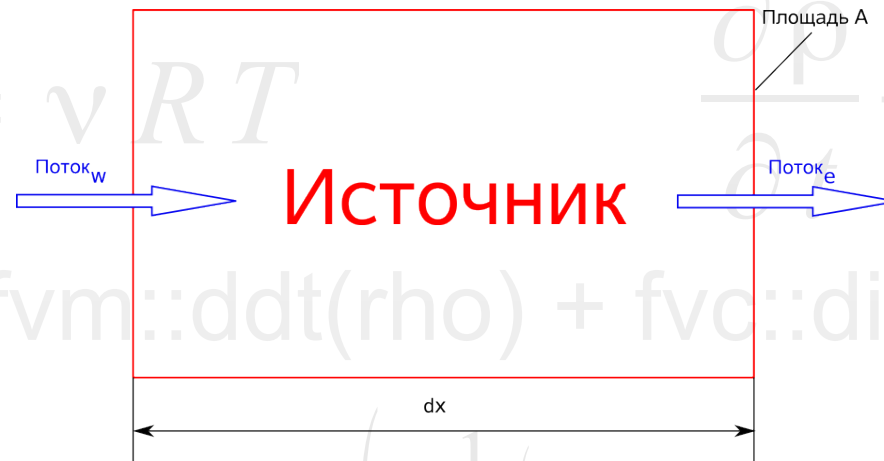 Площадь A
= ν R T
∂ρ
∂t
Поток_w
Поток_e
Источник
fvm::ddt(rho) + fvc::di
dx